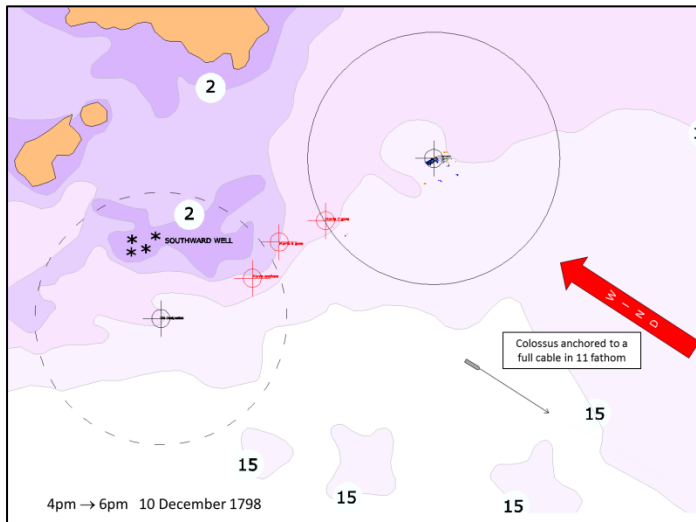 2
2
SOUTHWARD WELL
WIND
Colossus anchored to a
full cable in 11 fathom
15
15
15
15
4pm → 6pm 10 December 1798